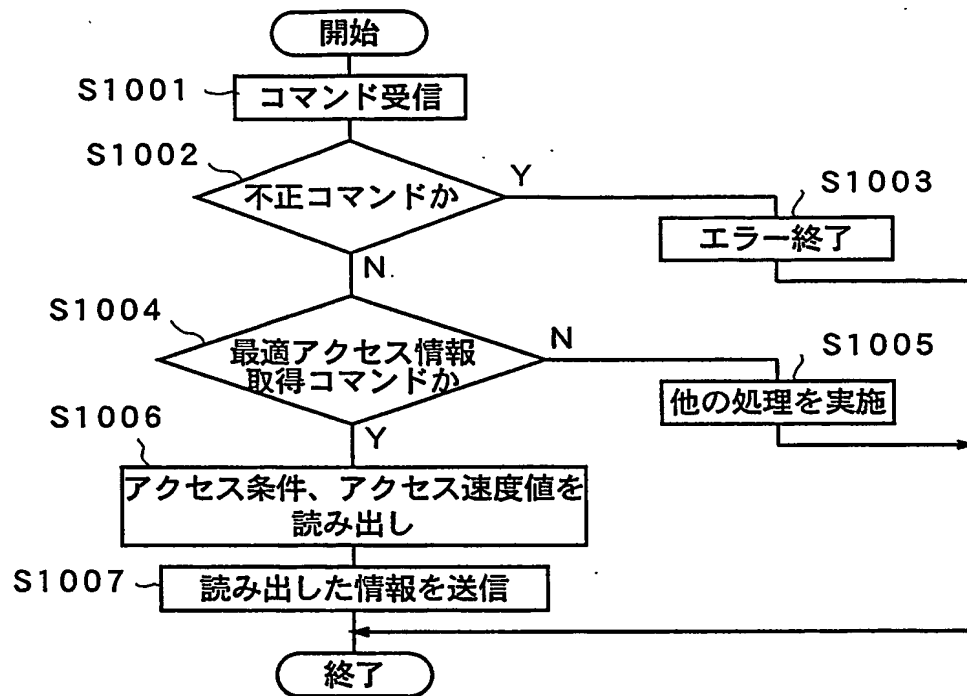 開始
S1001
コマンド受信
S1002
不正コマンドか
Y
S1003
エラー終了
N
S1004
最適アクセス情報
取得コマンドか
N
S1005
他の処理を実施
S1006
Y
アクセス条件、アクセス速度値を
読み出し
S1007
読み出した情報を送信
終了